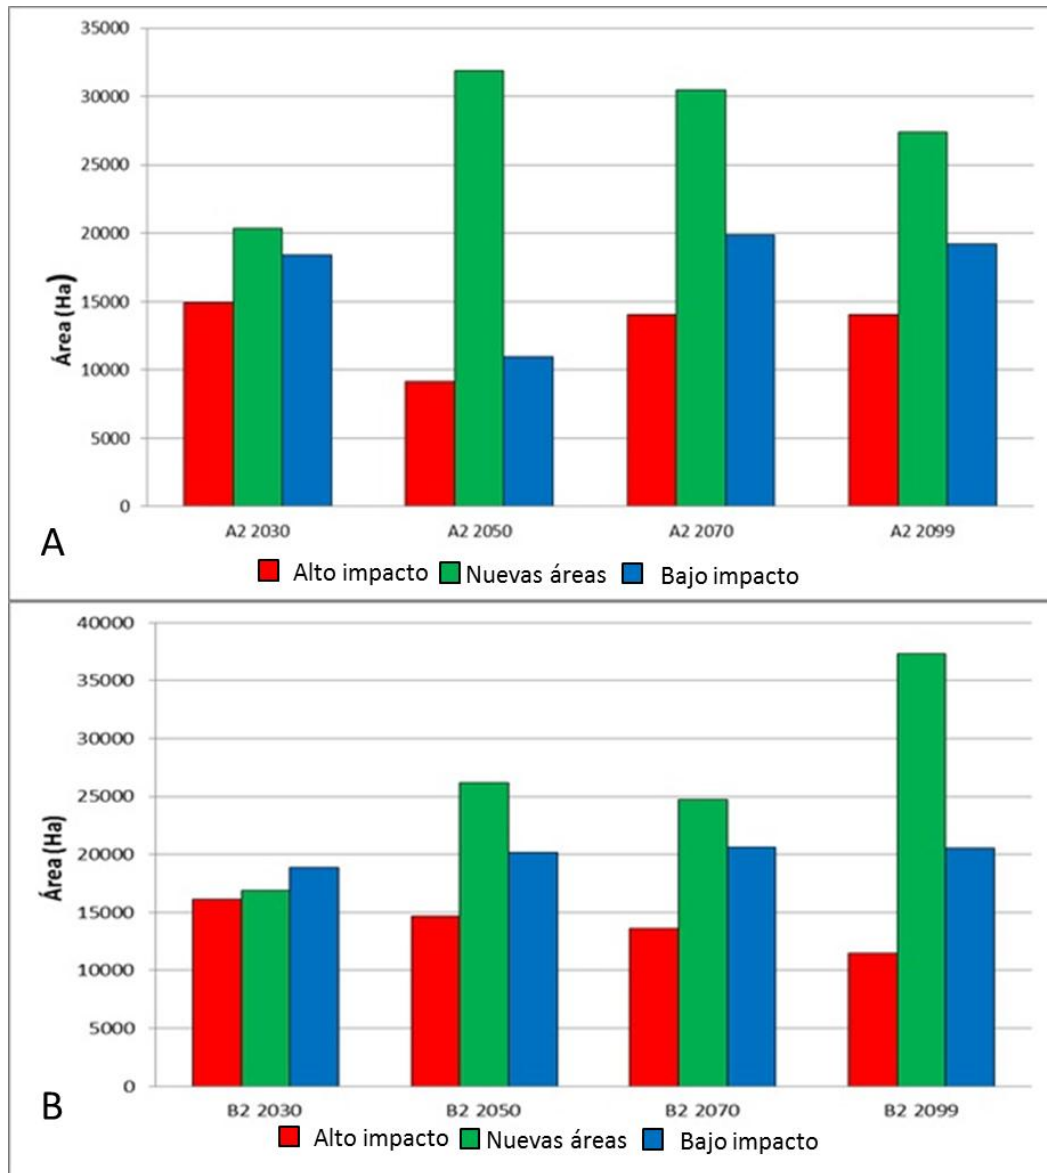 35000
30000
25000
20000
15000
10000
5000
0
Área (Ha)
A2 2030 A2 2050 A2 2070 A2 2099
A
Alto impacto Nuevas áreas Bajo impacto
40000
35000
30000
25000
20000
15000
10000
5000
0
Área (Ha)
B2 2030 B2 2050 B2 2070 B2 2099
B
Alto impacto Nuevas áreas Bajo impacto